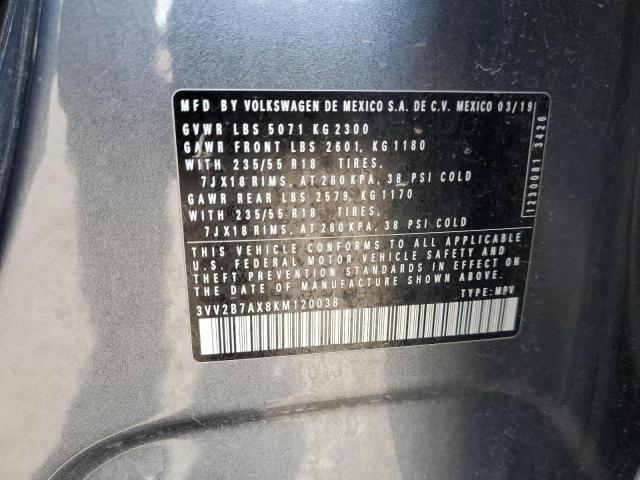 MFD BY VOLKSWAGEN DE MEXICO S.A. DE C.V. MEXICO 03/19
GVWR LBS 5071 KG 2300
GAWR FRONT LBS 2601, KG 1180
WITH 235/55 R18 TIRES,
7JX18 RIMS, AT 260 KPA, 38 PSI COLD
GAWR REAR LBS 2579, KG 1170
WITH 235/55 R18 TIRES,
7JX18 RIMS, AT 260 KPA, 38 PSI COLD
THIS VEHICLE CONFORMS TO ALL APPLICABLE
U.S. FEDERAL MOTOR VEHICLE SAFETY AND
THEFT PREVENTION STANDARDS IN EFFECT ON
THE DATE OF MANUFACTURE SHOWN ABOVE.
3VV2B7AX8KM120038 TYPE: MPV
1230081 3426